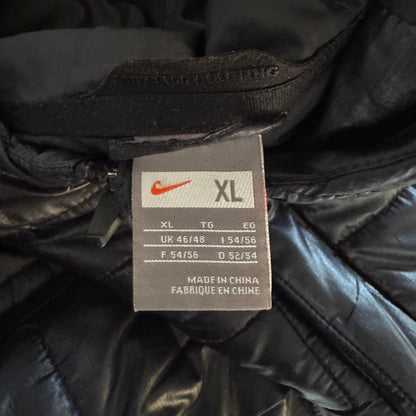 XL
XL TG EG
UK 46/48 I 54/56
F 54/56 D 52/54
MADE IN CHINA
FABRIQUE EN CHINE